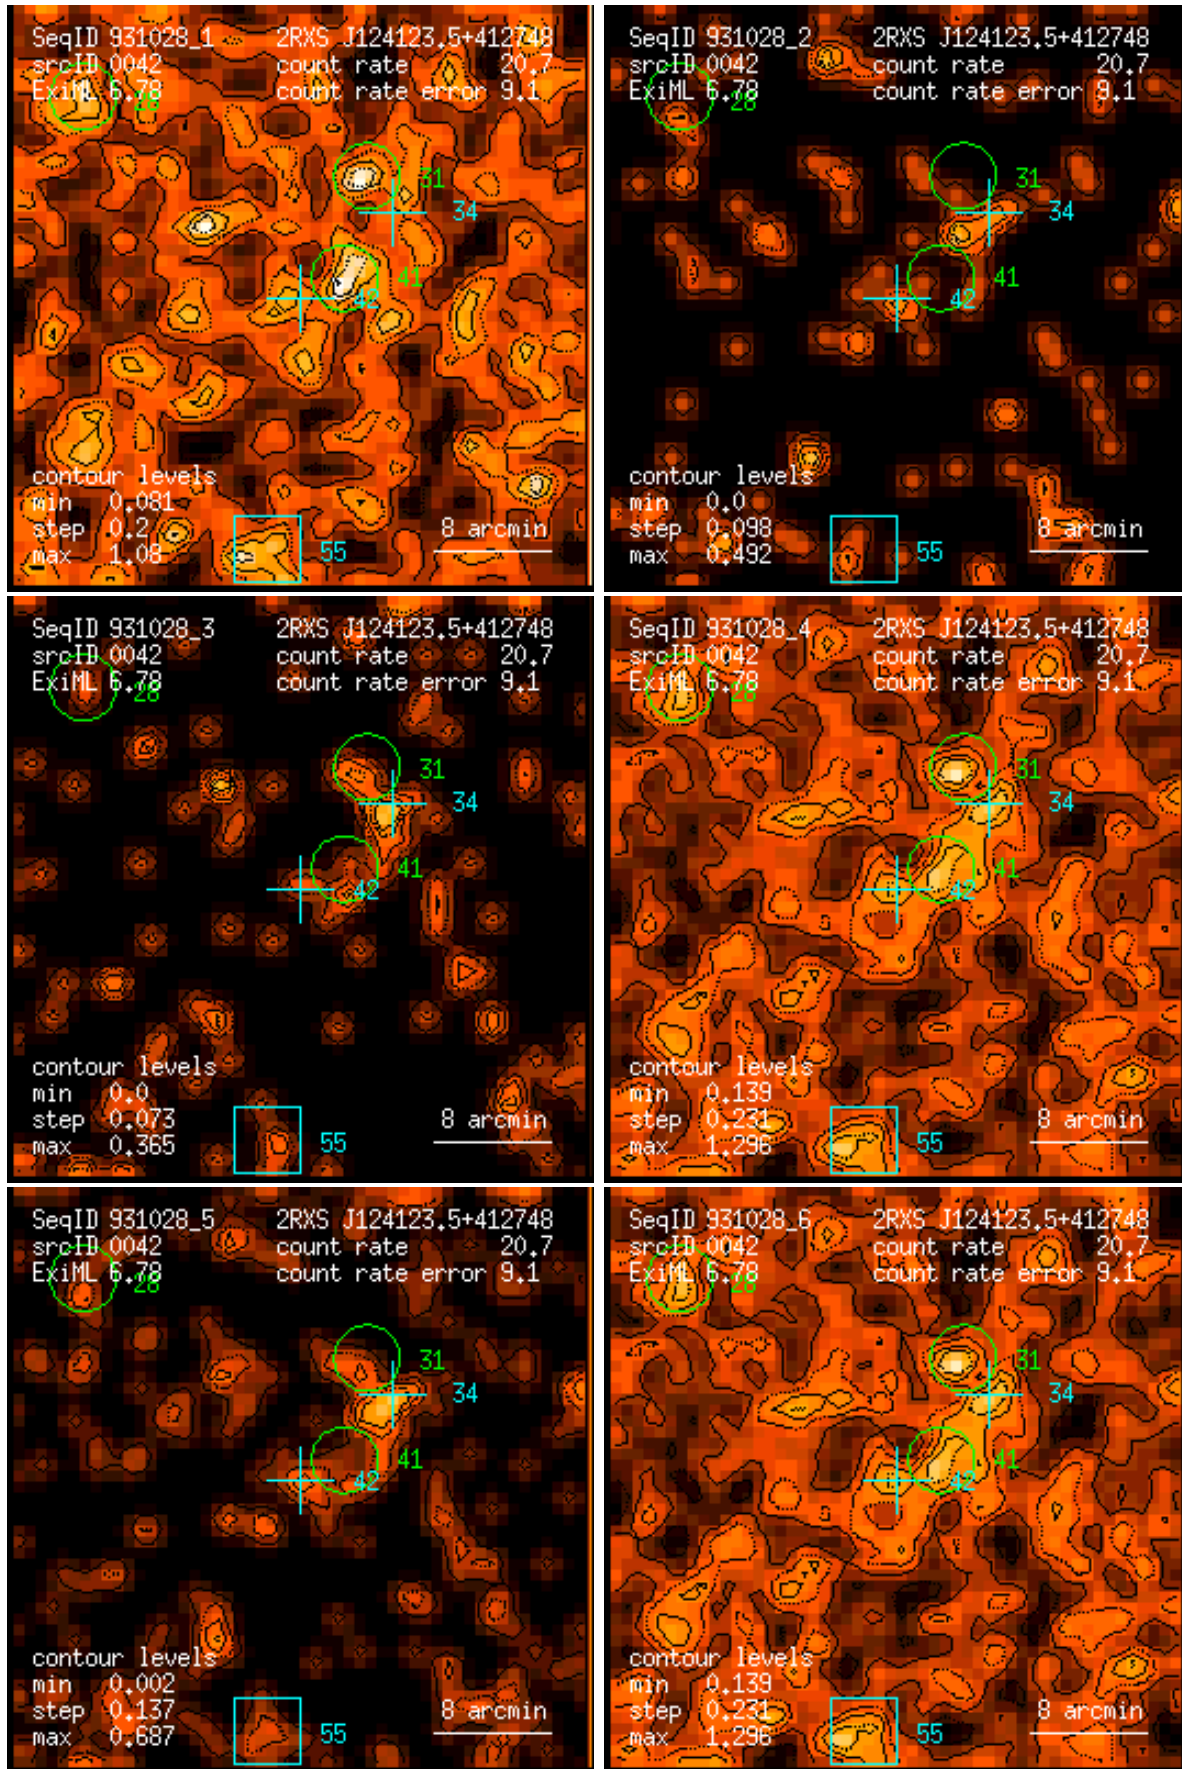 SeqID 931028_1 2RXS J124123.5+412748
srcID 0042 count rate 20.7
ExiML 6.78 count rate error 9.1
28
31
34
41
42
contour levels
min 0.081
step 0.2
max 1.08
55
8 arcmin
SeqID 931028_2 2RXS J124123.5+412748
srcID 0042 count rate 20.7
ExiML 6.78 count rate error 9.1
28
31
34
41
42
contour levels
min 0.0
step 0.098
max 0.492
55
8 arcmin
SeqID 931028_3 2RXS J124123.5+412748
srcID 0042 count rate 20.7
ExiML 6.78 count rate error 9.1
28
31
34
41
42
contour levels
min 0.0
step 0.073
max 0.365
55
8 arcmin
SeqID 931028_4 2RXS J124123.5+412748
srcID 0042 count rate 20.7
ExiML 6.78 count rate error 9.1
28
31
34
41
42
contour levels
min 0.139
step 0.231
max 1.296
55
8 arcmin
SeqID 931028_5 2RXS J124123.5+412748
srcID 0042 count rate 20.7
ExiML 6.78 count rate error 9.1
28
31
34
41
42
contour levels
min 0.002
step 0.137
max 0.687
55
8 arcmin
SeqID 931028_6 2RXS J124123.5+412748
srcID 0042 count rate 20.7
ExiML 6.78 count rate error 9.1
28
31
34
41
42
contour levels
min 0.139
step 0.231
max 1.296
55
8 arcmin